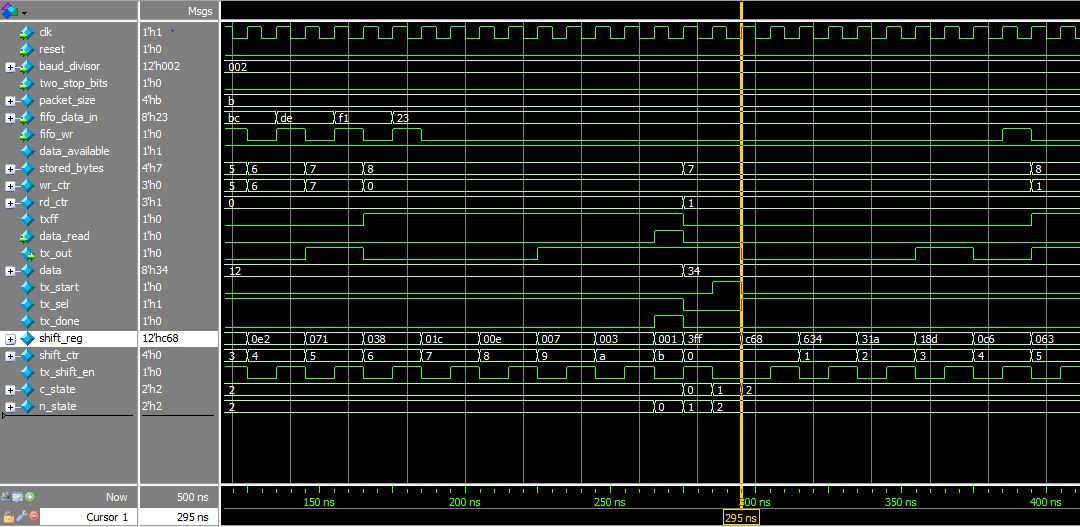 Msgs
clk 1'h1
reset 1'h0
baud_divisor 12'h002 002
two_stop_bits 1'h0
packet_size 4'hb b
fifo_data_in 8'h23 bc de f1 23
fifo_wr 1'h0
data_available 1'h1
stored_bytes 4'h7 5 6 7 8 7 8
wr_ctr 3'h0 5 6 7 0 1
rd_ctr 3'h1 0 1
txff 1'h0
data_read 1'h0
tx_out 1'h0
data 8'h34 12 34
tx_start 1'h0
tx_sel 1'h1
tx_done 1'h0
shift_reg 12'hc68 0e2 071 038 01c 00e 007 003 001 3ff c68 634 31a 18d 0c6 063
shift_ctr 4'h0 3 4 5 6 7 8 9 a b 0 1 2 3 4 5
tx_shift_en 1'h0
c_state 2'h2 2 0 1 2
n_state 2'h2 2 0 1 2
Now 500 ns 150 ns 200 ns 250 ns 300 ns 350 ns 400 ns
Cursor 1 295 ns 295 ns